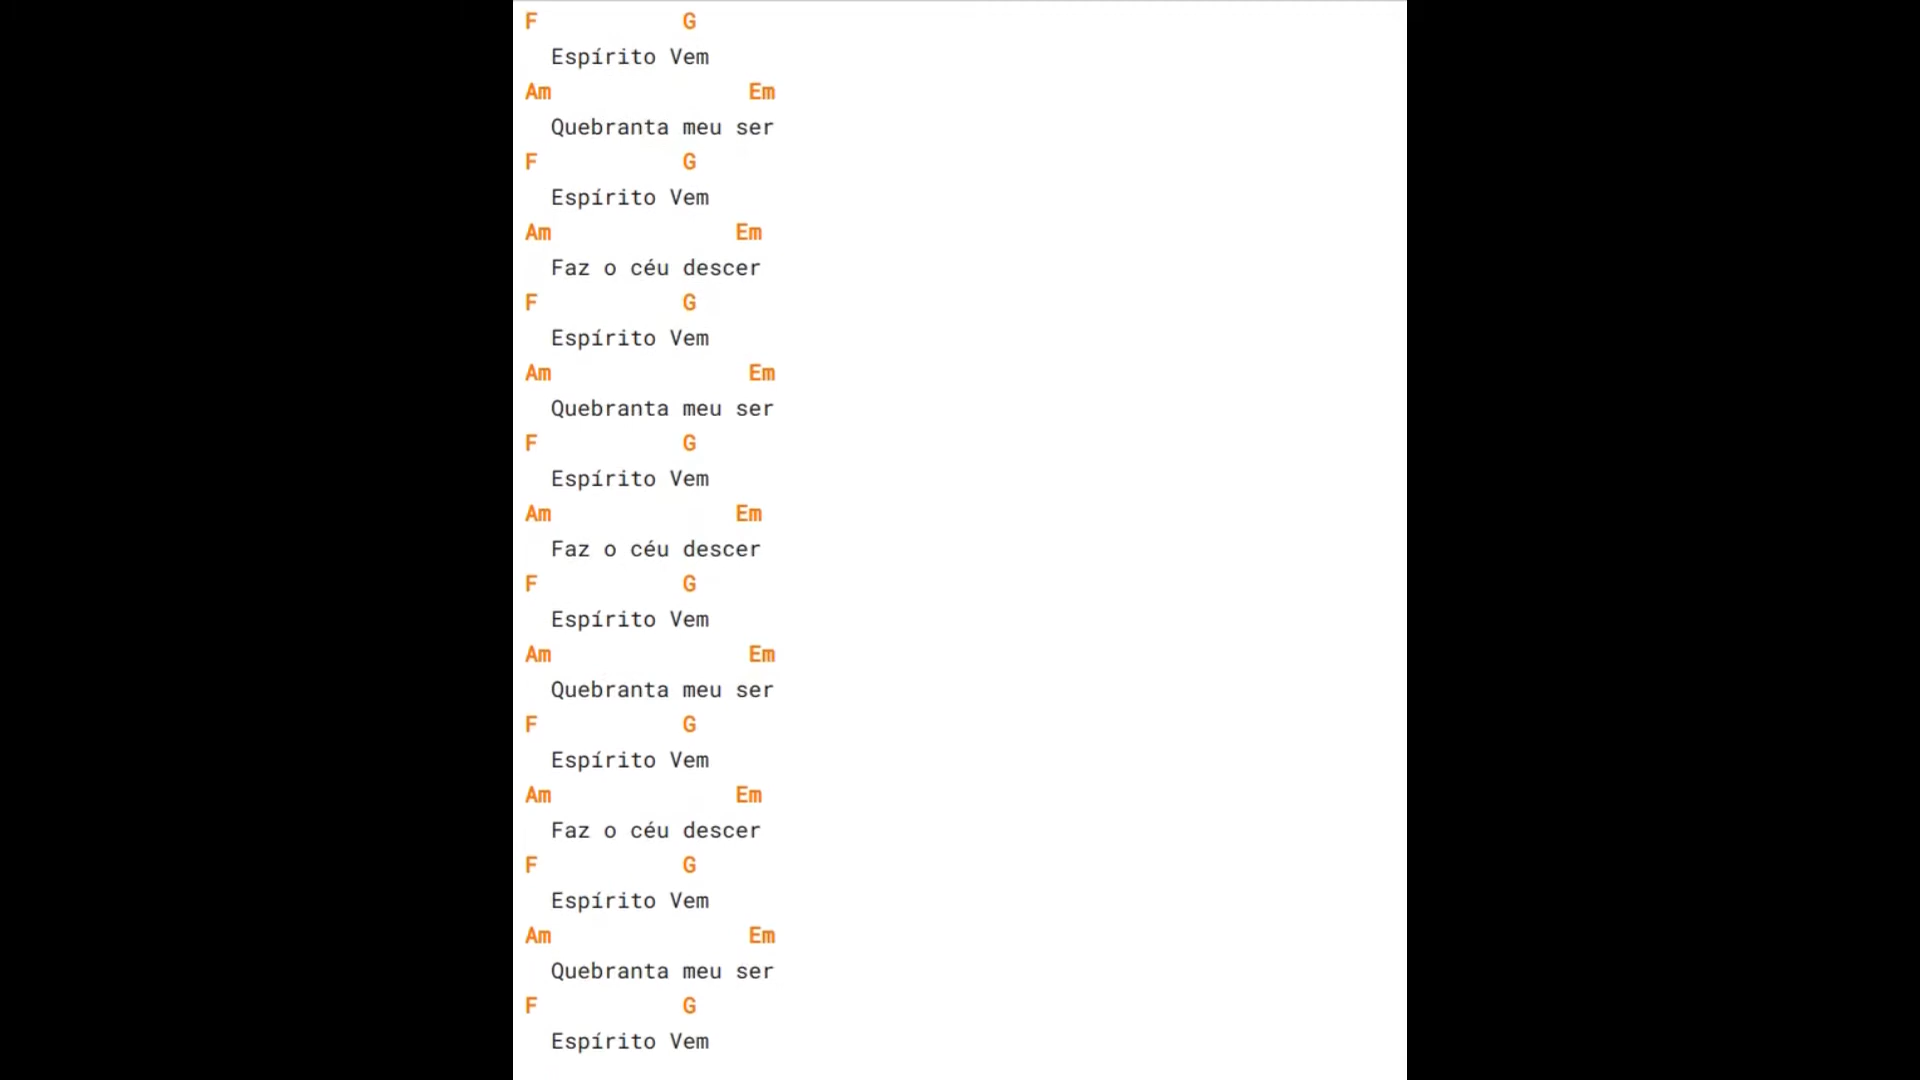 F           G
  Espírito Vem
Am               Em
  Quebranta meu ser
F           G
  Espírito Vem
Am              Em
  Faz o céu descer
F           G
  Espírito Vem
Am               Em
  Quebranta meu ser
F           G
  Espírito Vem
Am              Em
  Faz o céu descer
F           G
  Espírito Vem
Am               Em
  Quebranta meu ser
F           G
  Espírito Vem
Am              Em
  Faz o céu descer
F           G
  Espírito Vem
Am               Em
  Quebranta meu ser
F           G
  Espírito Vem